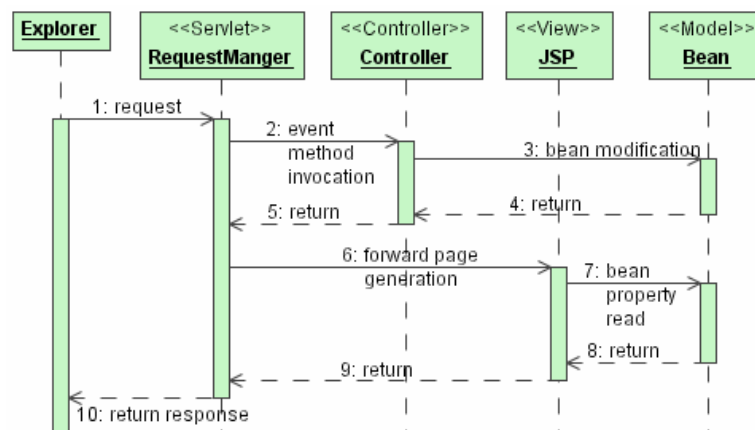 Explorer
<<Servlet>>
RequestManger
<<Controller>>
Controller
<<View>>
JSP
<<Model>>
Bean
1: request
2: event
method
invocation
3: bean modification
4: return
5: return
6: forward page
generation
7: bean
property
read
8: return
9: return
10: return response